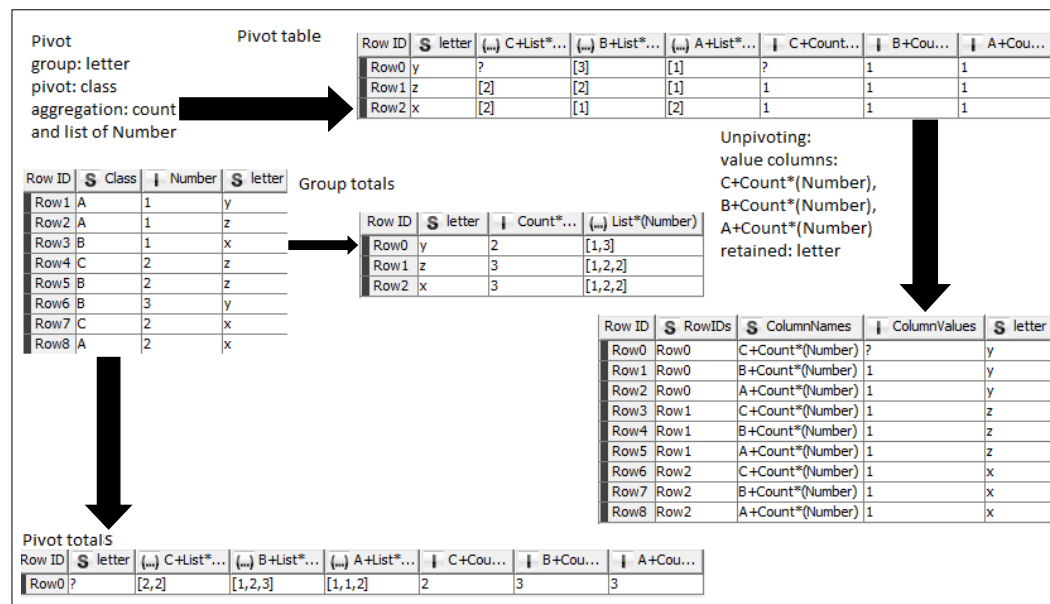 Pivot
group: letter
pivot: class
aggregation: count
and list of Number
Pivot table
Row ID S letter {...} C+List*... {...} B+List*... {...} A+List*... I C+Count... I B+Cou... I A+Cou...
Row0 y ? [3] [1] ? 1 1
Row1 z [2] [2] [1] 1 1 1
Row2 x [2] [1] [2] 1 1 1
Row ID S Class I Number S letter
Row1 A 1 y
Row2 A 1 z
Row3 B 1 x
Row4 C 2 z
Row5 B 2 z
Row6 B 3 y
Row7 C 2 x
Row8 A 2 x
Group totals
Row ID S letter I Count*... {...} List*(Number)
Row0 y 2 [1,3]
Row1 z 3 [1,2,2]
Row2 x 3 [1,2,2]
Unpivoting:
value columns:
C+Count*(Number),
B+Count*(Number),
A+Count*(Number)
retained: letter
Row ID S RowIDs S ColumnNames I ColumnValues S letter
Row0 Row0 C+Count*(Number) ? y
Row1 Row0 B+Count*(Number) 1 y
Row2 Row0 A+Count*(Number) 1 y
Row3 Row1 C+Count*(Number) 1 z
Row4 Row1 B+Count*(Number) 1 z
Row5 Row1 A+Count*(Number) 1 z
Row6 Row2 C+Count*(Number) 1 x
Row7 Row2 B+Count*(Number) 1 x
Row8 Row2 A+Count*(Number) 1 x
Pivot totals
Row ID S letter {...} C+List*... {...} B+List*... {...} A+List*... I C+Cou... I B+Cou... I A+Cou...
Row0 ? [2,2] [1,2,3] [1,1,2] 2 3 3